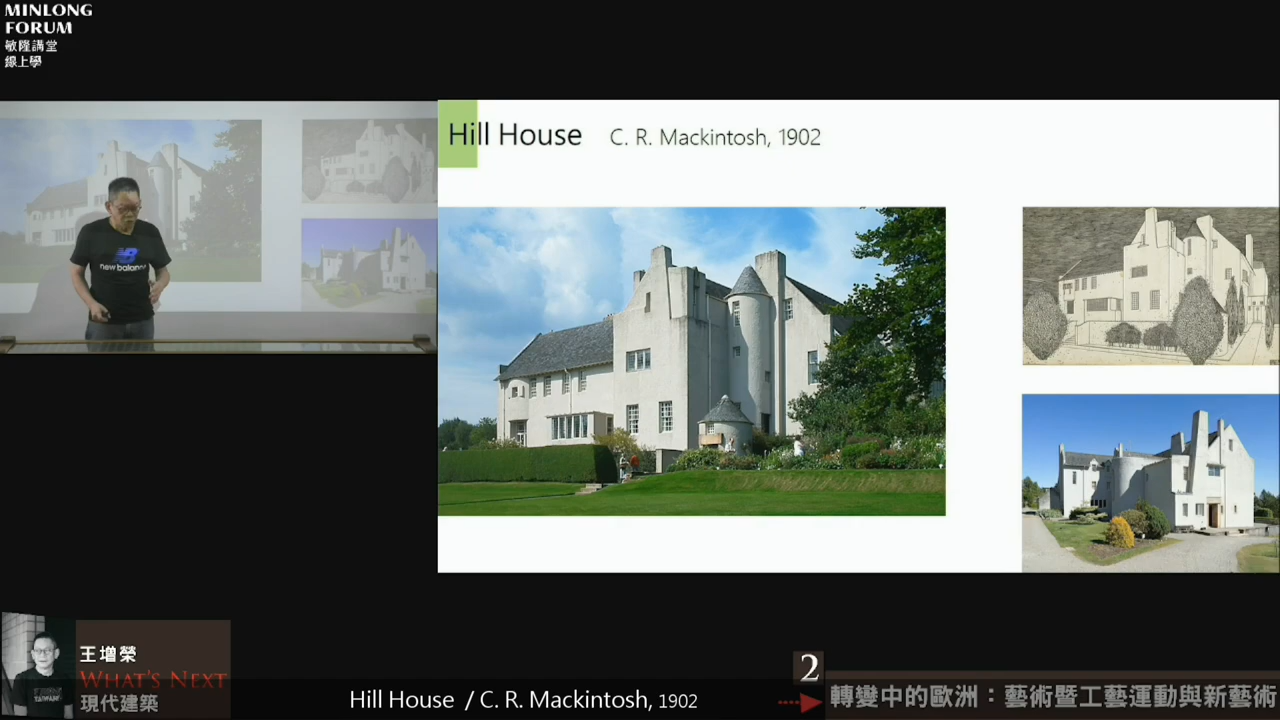 MINLONG
FORUM
敏隆講堂
線上學
Hill House C. R. Mackintosh, 1902
new balance
王增榮
WHAT'S NEXT
現代建築
Hill House / C. R. Mackintosh, 1902
2
轉變中的歐洲：藝術暨工藝運動與新藝術